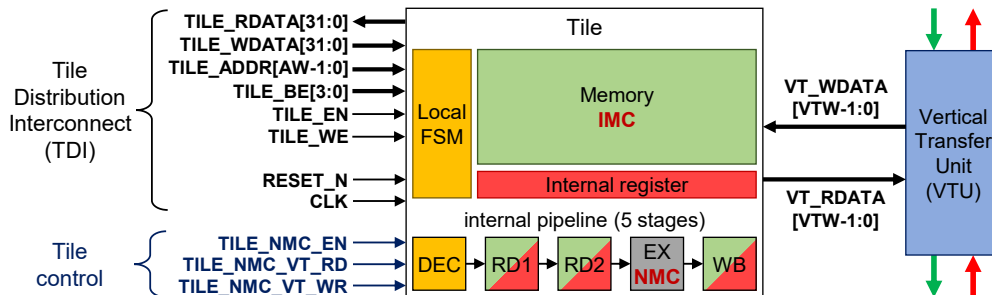 Tile
Distribution
Interconnect
(TDI)
TILE_RDATA[31:0]
TILE_WDATA[31:0]
TILE_ADDR[AW-1:0]
TILE_BE[3:0]
TILE_EN
TILE_WE
RESET_N
CLK
Tile
control
TILE_NMC_EN
TILE_NMC_VT_RD
TILE_NMC_VT_WR
Tile
Local
FSM
Memory
IMC
Internal register
internal pipeline (5 stages)
DEC
RD1
RD2
EX
NMC
WB
VT_WDATA
[VTW-1:0]
VT_RDATA
[VTW-1:0]
Vertical
Transfer
Unit
(VTU)